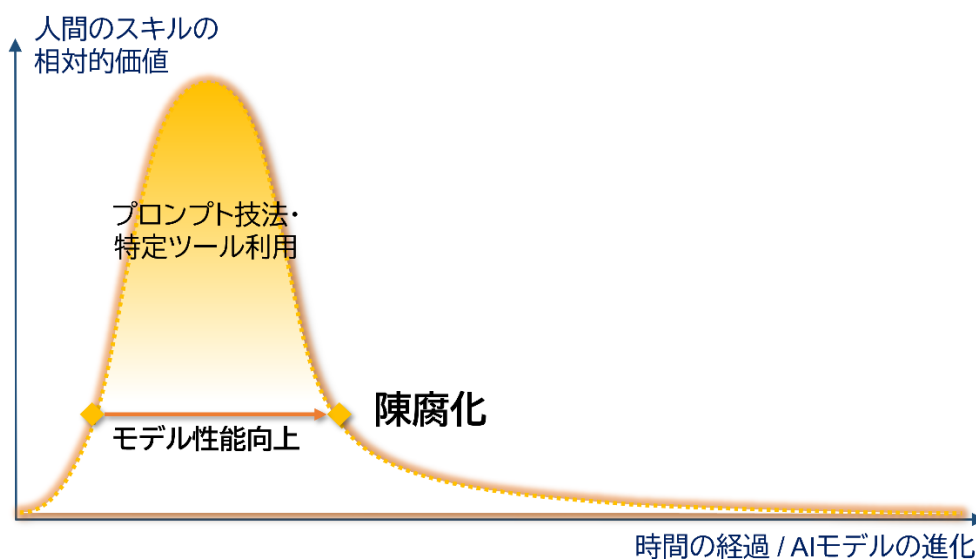 人間のスキルの
相対的価値
プロンプト技法・
特定ツール利用
陳腐化
モデル性能向上
時間の経過 / AIモデルの進化